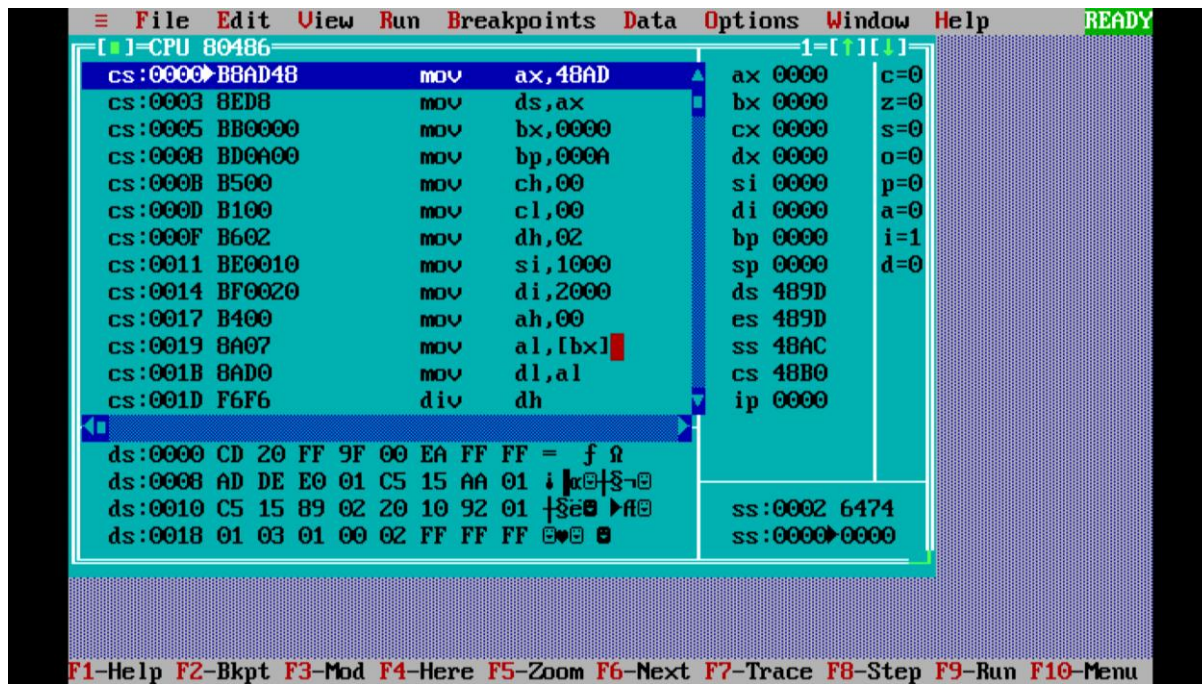 ≡ File Edit View Run Breakpoints Data Options Window Help READY
[■]=CPU 80486 1=[↑][↓]
cs:0000►B8AD48 mov ax,48AD ax 0000 c=0
cs:0003 8ED8 mov ds,ax bx 0000 z=0
cs:0005 BB0000 mov bx,0000 cx 0000 s=0
cs:0008 BD0A00 mov bp,000A dx 0000 o=0
cs:000B B500 mov ch,00 si 0000 p=0
cs:000D B100 mov cl,00 di 0000 a=0
cs:000F B602 mov dh,02 bp 0000 i=1
cs:0011 BE0010 mov si,1000 sp 0000 d=0
cs:0014 BF0020 mov di,2000 ds 489D
cs:0017 B400 mov ah,00 es 489D
cs:0019 8A07 mov al,[bx] ss 48AC
cs:001B 8AD0 mov dl,al cs 48B0
cs:001D F6F6 div dh ip 0000
ds:0000 CD 20 FF 9F 00 EA FF FF = ƒ Ω
ds:0008 AD DE E0 01 C5 15 AA 01 ¡▐α☺┼§¬☺
ds:0010 C5 15 89 02 20 10 92 01 ┼§ë☻ ►Æ☺ ss:0002 6474
ds:0018 01 03 01 00 02 FF FF FF ☺♥☺ ☻ ss:0000►0000
F1-Help F2-Bkpt F3-Mod F4-Here F5-Zoom F6-Next F7-Trace F8-Step F9-Run F10-Menu